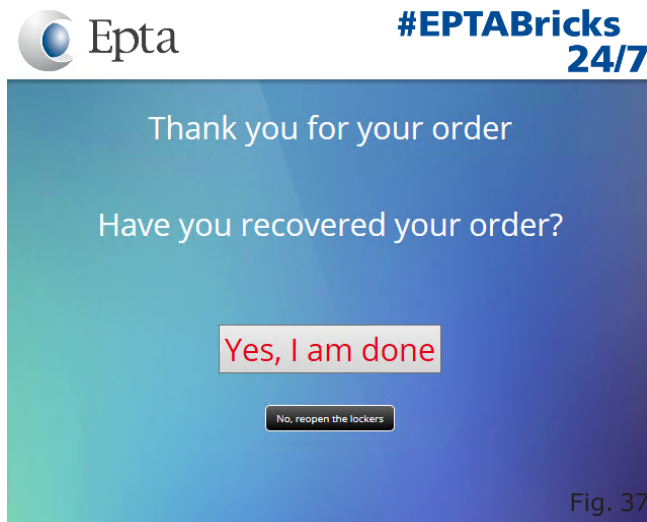 Epta
#EPTABricks
24/7
Thank you for your order
Have you recovered your order?
Yes, I am done
No, reopen the lockers
Fig. 37